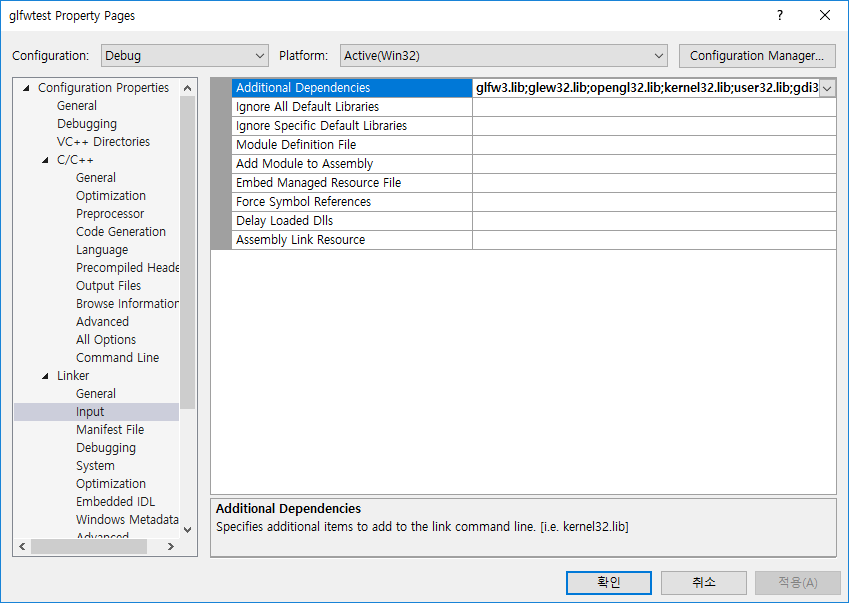 glfwtest Property Pages
Configuration: Debug Platform: Active(Win32) Configuration Manager...
Configuration Properties
General
Debugging
VC++ Directories
C/C++
General
Optimization
Preprocessor
Code Generation
Language
Precompiled Heade
Output Files
Browse Information
Advanced
All Options
Command Line
Linker
General
Input
Manifest File
Debugging
System
Optimization
Embedded IDL
Windows Metadata
Advanced
Additional Dependencies glfw3.lib;glew32.lib;opengl32.lib;kernel32.lib;user32.lib;gdi3
Ignore All Default Libraries
Ignore Specific Default Libraries
Module Definition File
Add Module to Assembly
Embed Managed Resource File
Force Symbol References
Delay Loaded Dlls
Assembly Link Resource
Additional Dependencies
Specifies additional items to add to the link command line. [i.e. kernel32.lib]
확인 취소 적용(A)